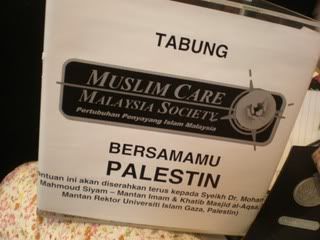 TABUNG
MUSLIM CARE
MALAYSIA SOCIETY
Pertubuhan Penyayang Islam Malaysia
BERSAMAMU
PALESTIN
ntuan ini akan diserahkan terus kepada Syeikh Dr. Moham
Mahmoud Siyam – Mantan Imam & Khatib Masjid al-Aqsa,
Mantan Rektor Universiti Islam Gaza, Palestin)